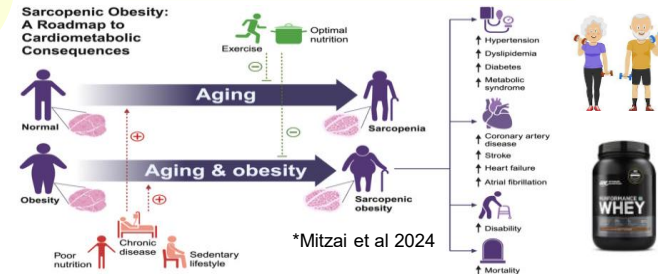 Sarcopenic Obesity:
A Roadmap to
Cardiometabolic
Consequences
Exercise
Optimal
nutrition
Aging
Normal
Sarcopenia
Aging & obesity
Obesity
Sarcopenic
obesity
Poor
nutrition
Chronic
disease
Sedentary
lifestyle
*Mitzai et al 2024
↑ Hypertension
↑ Dyslipidemia
↑ Diabetes
↑ Metabolic
syndrome
↑ Coronary artery
disease
↑ Stroke
↑ Heart failure
↑ Atrial fibrillation
↑ Disability
↑ Mortality
WHEY